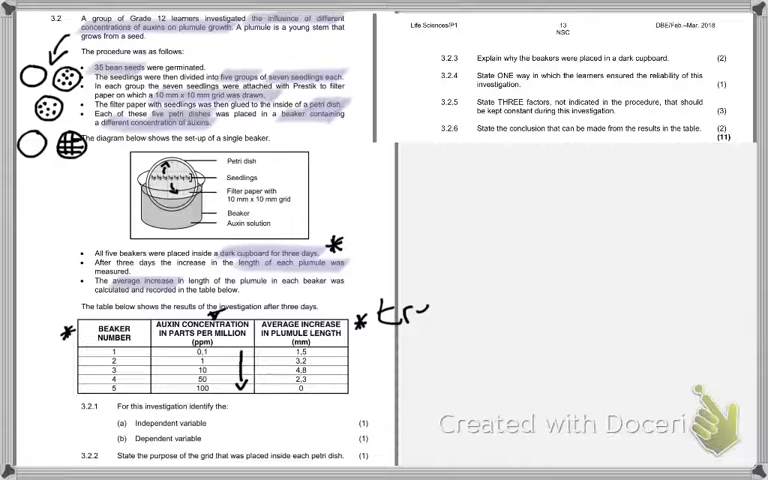 3.2 A group of Grade 12 learners investigated the influence of different
concentrations of auxins on plumule growth. A plumule is a young stem that
grows from a seed.
The procedure was as follows:
• 35 bean seeds were germinated.
The seedlings were then divided into five groups of seven seedlings each.
• In each group the seven seedlings were attached with Prestik to filter
paper on which a 10 mm x 10 mm grid was drawn.
• The filter paper with seedlings was then glued to the inside of a petri dish.
• Each of these five petri dishes was placed in a beaker containing
a different concentration of auxins.
The diagram below shows the set-up of a single beaker.
Petri dish
Seedlings
Filter paper with
10 mm x 10 mm grid
Beaker
Auxin solution
• All five beakers were placed inside a dark cupboard for three days.
• After three days the increase in the length of each plumule was
measured.
• The average increase in length of the plumule in each beaker was
calculated and recorded in the table below.
The table below shows the results of the investigation after three days.
BEAKER NUMBER AUXIN CONCENTRATION IN PARTS PER MILLION (ppm) AVERAGE INCREASE IN PLUMULE LENGTH (mm)
1 0,1 1,5
2 1 3,2
3 10 4,8
4 50 2,3
5 100 0
3.2.1 For this investigation identify the:
(a) Independent variable (1)
(b) Dependent variable (1)
3.2.2 State the purpose of the grid that was placed inside each petri dish. (1)
Life Sciences/P1 13 DBE/Feb.-Mar. 2018
NSC
3.2.3 Explain why the beakers were placed in a dark cupboard. (2)
3.2.4 State ONE way in which the learners ensured the reliability of this
investigation. (1)
3.2.5 State THREE factors, not indicated in the procedure, that should
be kept constant during this investigation. (3)
3.2.6 State the conclusion that can be made from the results in the table. (2)
(11)
Created with Doceri